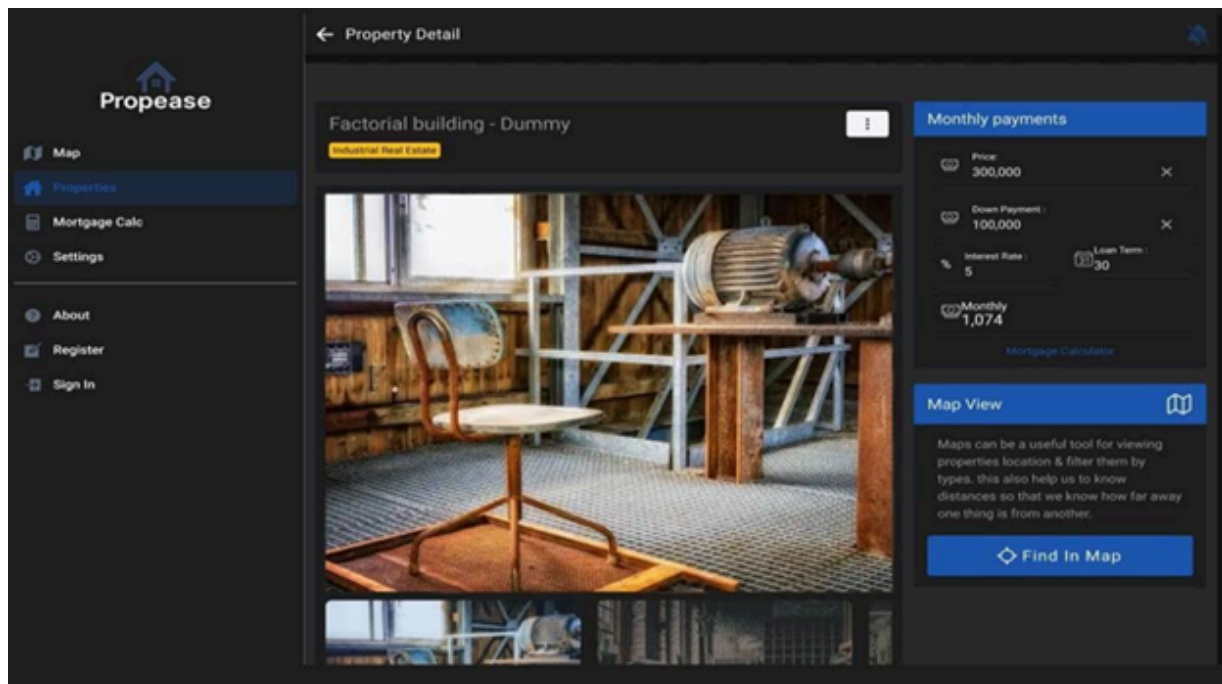 Propease
Map
Properties
Mortgage Calc
Settings
About
Register
Sign In
Property Detail
Factorial building - Dummy
Industrial Real Estate
Monthly payments
Price:
300,000
Down Payment :
100,000
% Interest Rate :
5
Loan Term :
31
30
Monthly
1,074
Mortgage Calculator
Map View
Maps can be a useful tool for viewing
properties location & filter them by
types. this also help us to know
distances so that we know how far away
one thing is from another.
Find In Map